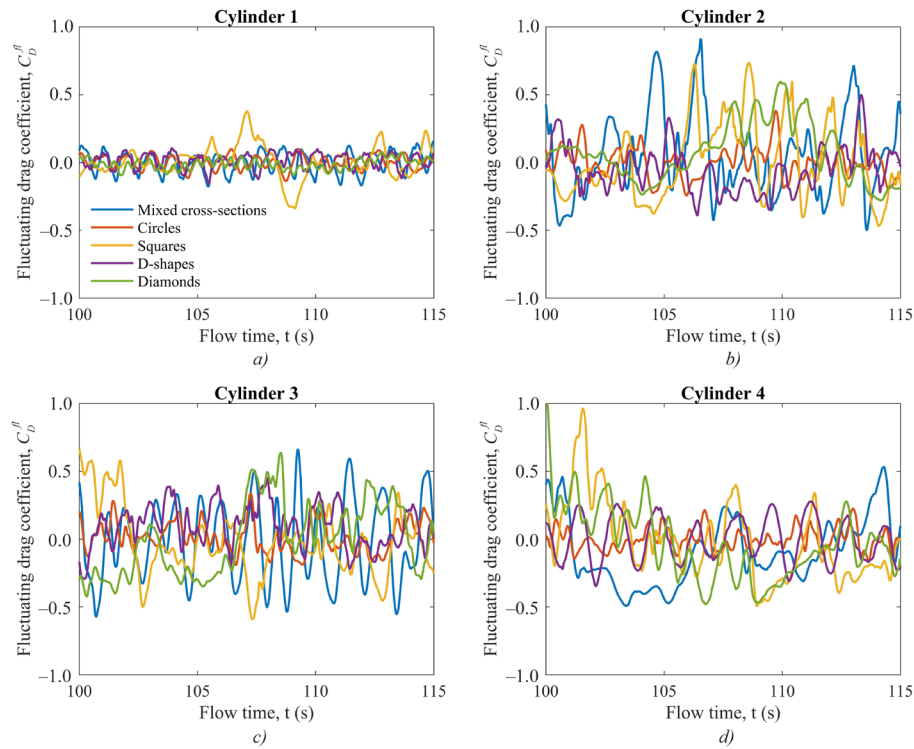 Cylinder 1
1.0
0.5
0.0
−0.5
−1.0
Fluctuating drag coefficient, C_D^fl
Mixed cross-sections
Circles
Squares
D-shapes
Diamonds
100 105 110 115
Flow time, t (s)
a)
Cylinder 2
1.0
0.5
0.0
−0.5
−1.0
Fluctuating drag coefficient, C_D^fl
100 105 110 115
Flow time, t (s)
b)
Cylinder 3
1.0
0.5
0.0
−0.5
−1.0
Fluctuating drag coefficient, C_D^fl
100 105 110 115
Flow time, t (s)
c)
Cylinder 4
1.0
0.5
0.0
−0.5
−1.0
Fluctuating drag coefficient, C_D^fl
100 105 110 115
Flow time, t (s)
d)